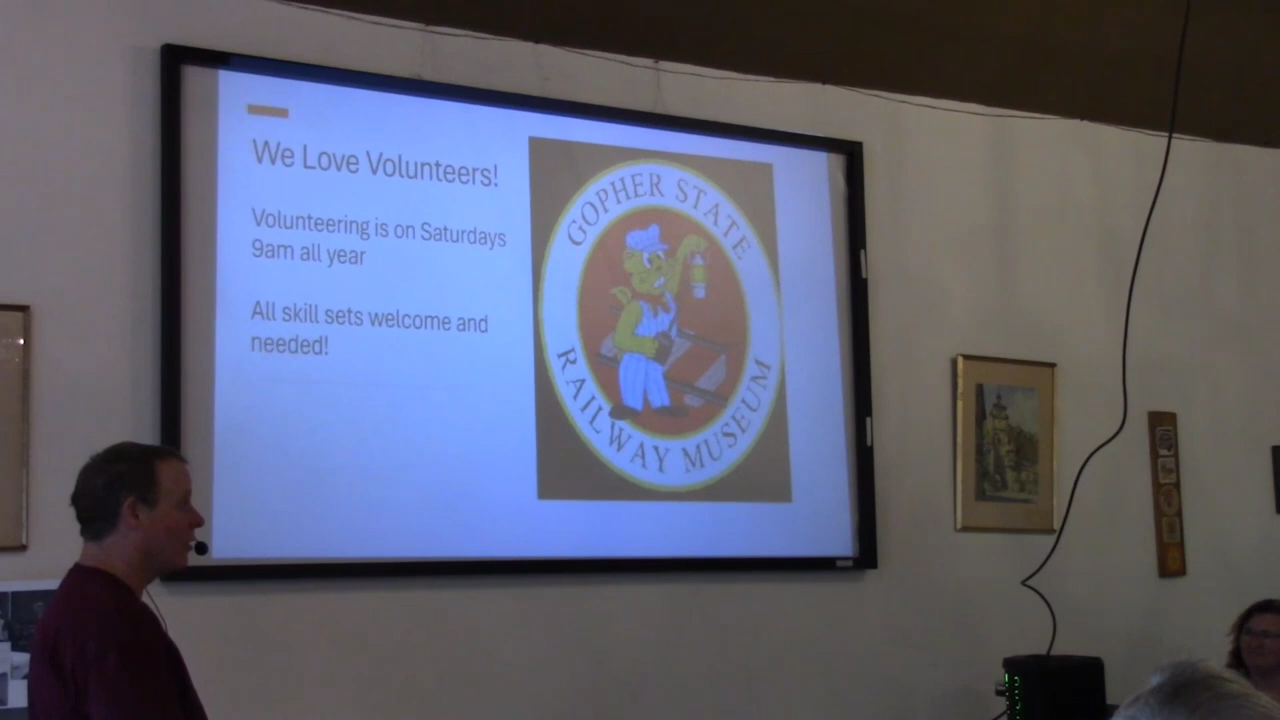 We Love Volunteers!
Volunteering is on Saturdays
9am all year
All skill sets welcome and
needed!
GOPHER STATE
RAILWAY MUSEUM